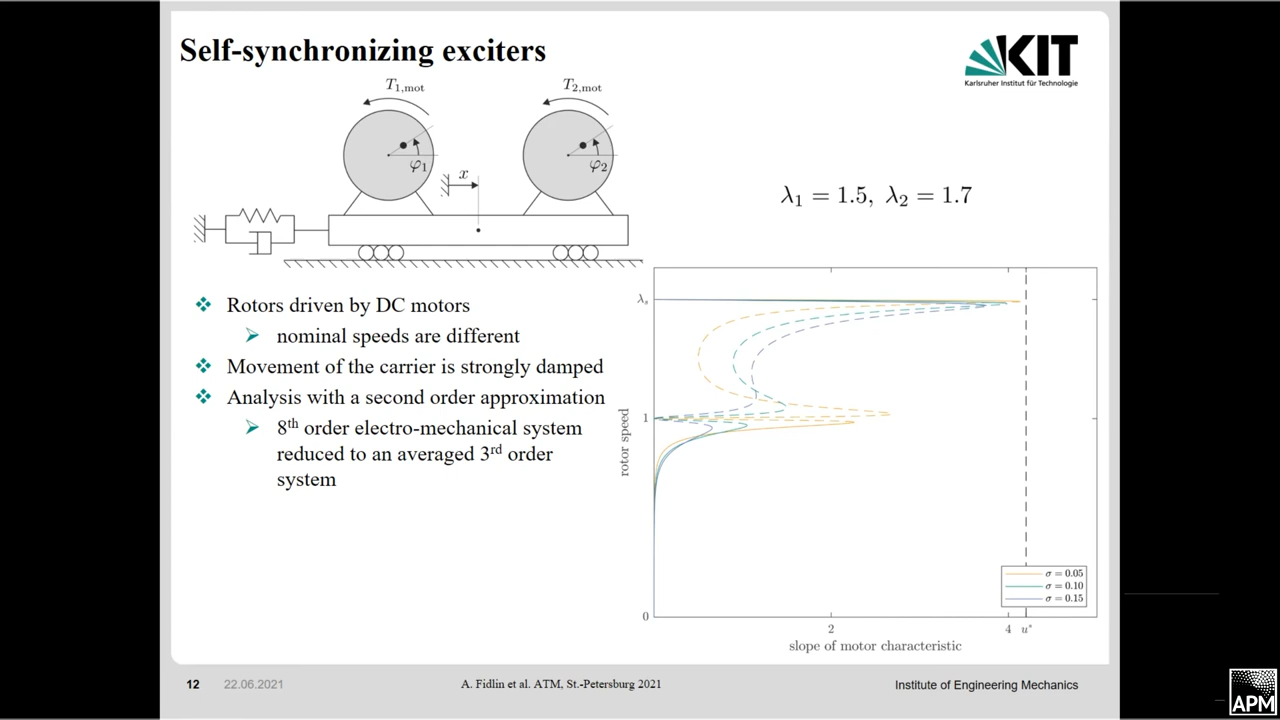 Self-synchronizing exciters
KIT
Karlsruher Institut für Technologie
T1,mot
T2,mot
φ1
φ2
x
λ1 = 1.5, λ2 = 1.7
❖ Rotors driven by DC motors
➢ nominal speeds are different
❖ Movement of the carrier is strongly damped
❖ Analysis with a second order approximation
➢ 8th order electro-mechanical system
reduced to an averaged 3rd order
system
λs
1
0
rotor speed
σ = 0.05
σ = 0.10
σ = 0.15
2
4
u*
slope of motor characteristic
12
22.06.2021
A. Fidlin et al. ATM, St.-Petersburg 2021
Institute of Engineering Mechanics
APM